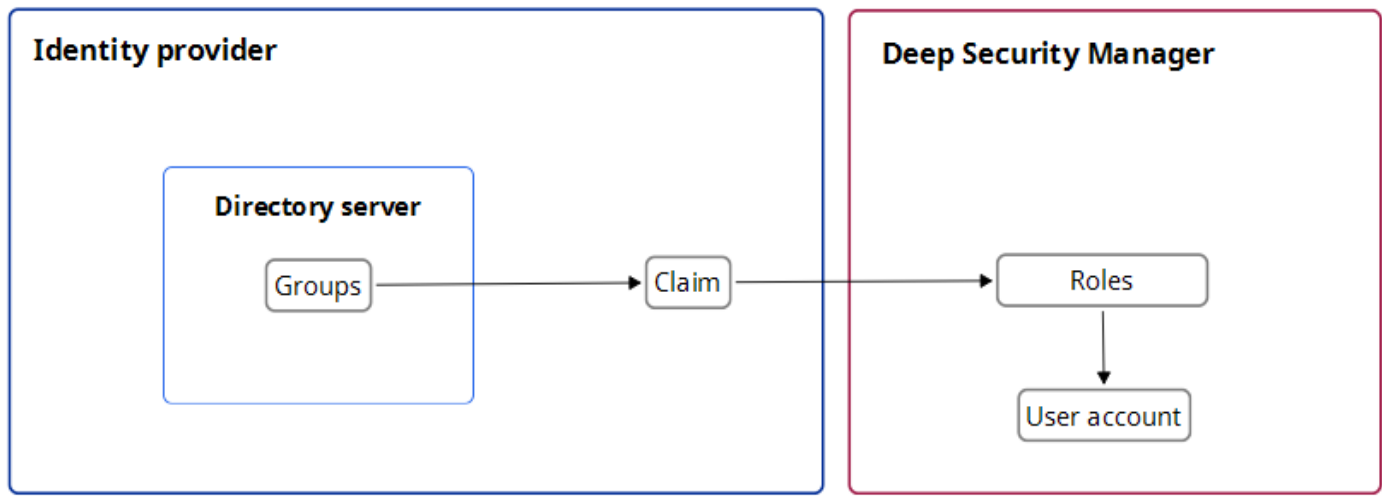 Identity provider
Deep Security Manager
Directory server
Groups
Claim
Roles
User account